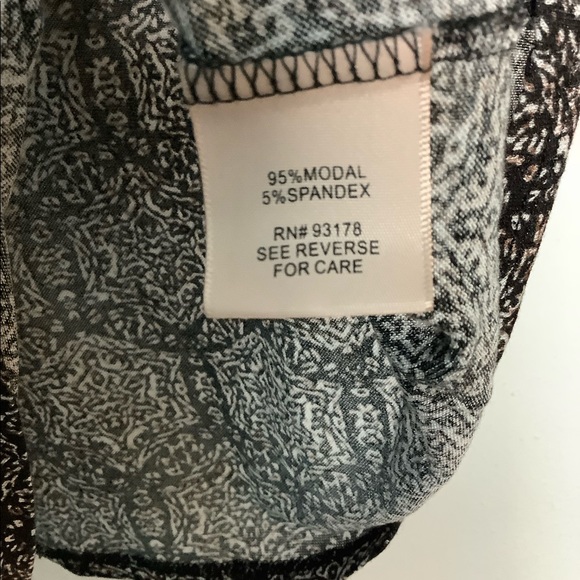 95%MODAL
5%SPANDEX
RN# 93178
SEE REVERSE
FOR CARE